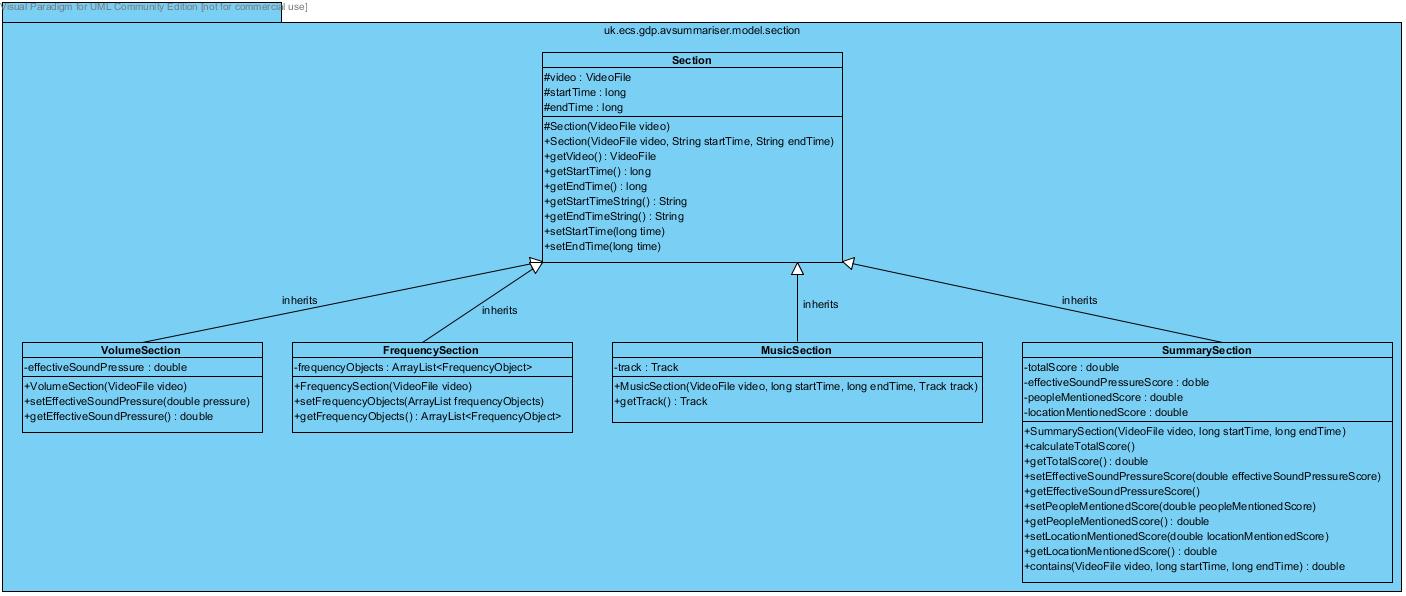 Visual Paradigm for UML Community Edition [not for commercial use]
uk.ecs.gdp.avsummariser.model.section
Section
#video : VideoFile
#startTime : long
#endTime : long
#Section(VideoFile video)
+Section(VideoFile video, String startTime, String endTime)
+getVideo() : VideoFile
+getStartTime() : long
+getEndTime() : long
+getStartTimeString() : String
+getEndTimeString() : String
+setStartTime(long time)
+setEndTime(long time)
inherits
inherits
inherits
inherits
VolumeSection
-effectiveSoundPressure : double
+VolumeSection(VideoFile video)
+setEffectiveSoundPressure(double pressure)
+getEffectiveSoundPressure() : double
FrequencySection
-frequencyObjects : ArrayList<FrequencyObject>
+FrequencySection(VideoFile video)
+setFrequencyObjects(ArrayList frequencyObjects)
+getFrequencyObjects() : ArrayList<FrequencyObject>
MusicSection
-track : Track
+MusicSection(VideoFile video, long startTime, long endTime, Track track)
+getTrack() : Track
SummarySection
-totalScore : double
-effectiveSoundPressureScore : doble
-peopleMentionedScore : double
-locationMentionedScore : double
+SummarySection(VideoFile video, long startTime, long endTime)
+calculateTotalScore()
+getTotalScore() : double
+setEffectiveSoundPressureScore(double effectiveSoundPressureScore)
+getEffectiveSoundPressureScore()
+setPeopleMentionedScore(double peopleMentionedScore)
+getPeopleMentionedScore() : double
+setLocationMentionedScore(double locationMentionedScore)
+getLocationMentionedScore() : double
+contains(VideoFile video, long startTime, long endTime) : double